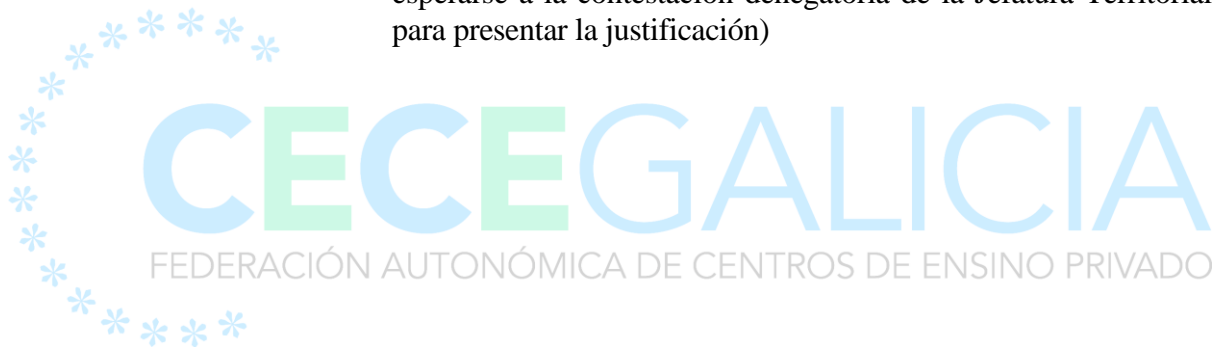 esperarse a la contestación denegatoria de la Jefatura Territorial
para presentar la justificación)
CECEGALICIA
FEDERACIÓN AUTONÓMICA DE CENTROS DE ENSINO PRIVADO